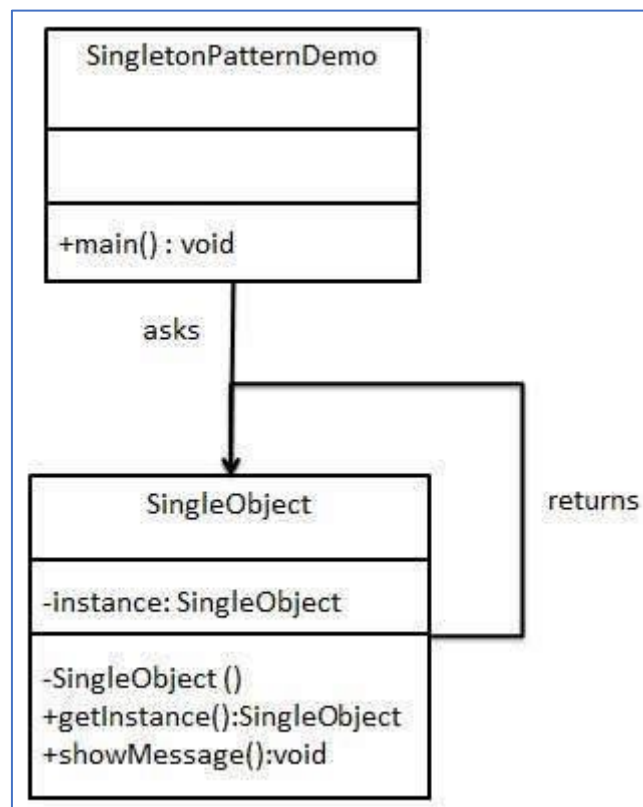 SingletonPatternDemo
+main() : void
asks
returns
SingleObject
-instance: SingleObject
-SingleObject ()
+getInstance():SingleObject
+showMessage():void